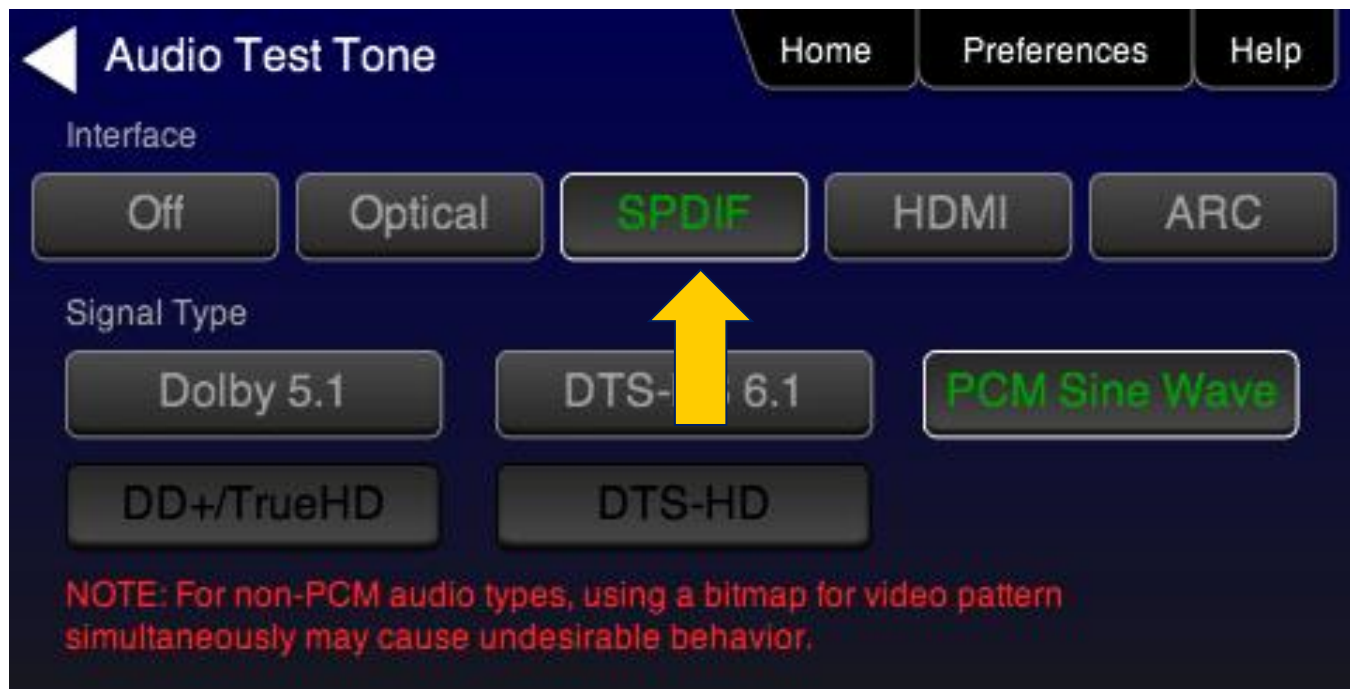 Audio Test Tone
Home
Preferences
Help
Interface
Off
Optical
SPDIF
HDMI
ARC
Signal Type
Dolby 5.1
DTS- 6.1
PCM Sine Wave
DD+/TrueHD
DTS-HD
NOTE: For non-PCM audio types, using a bitmap for video pattern
simultaneously may cause undesirable behavior.